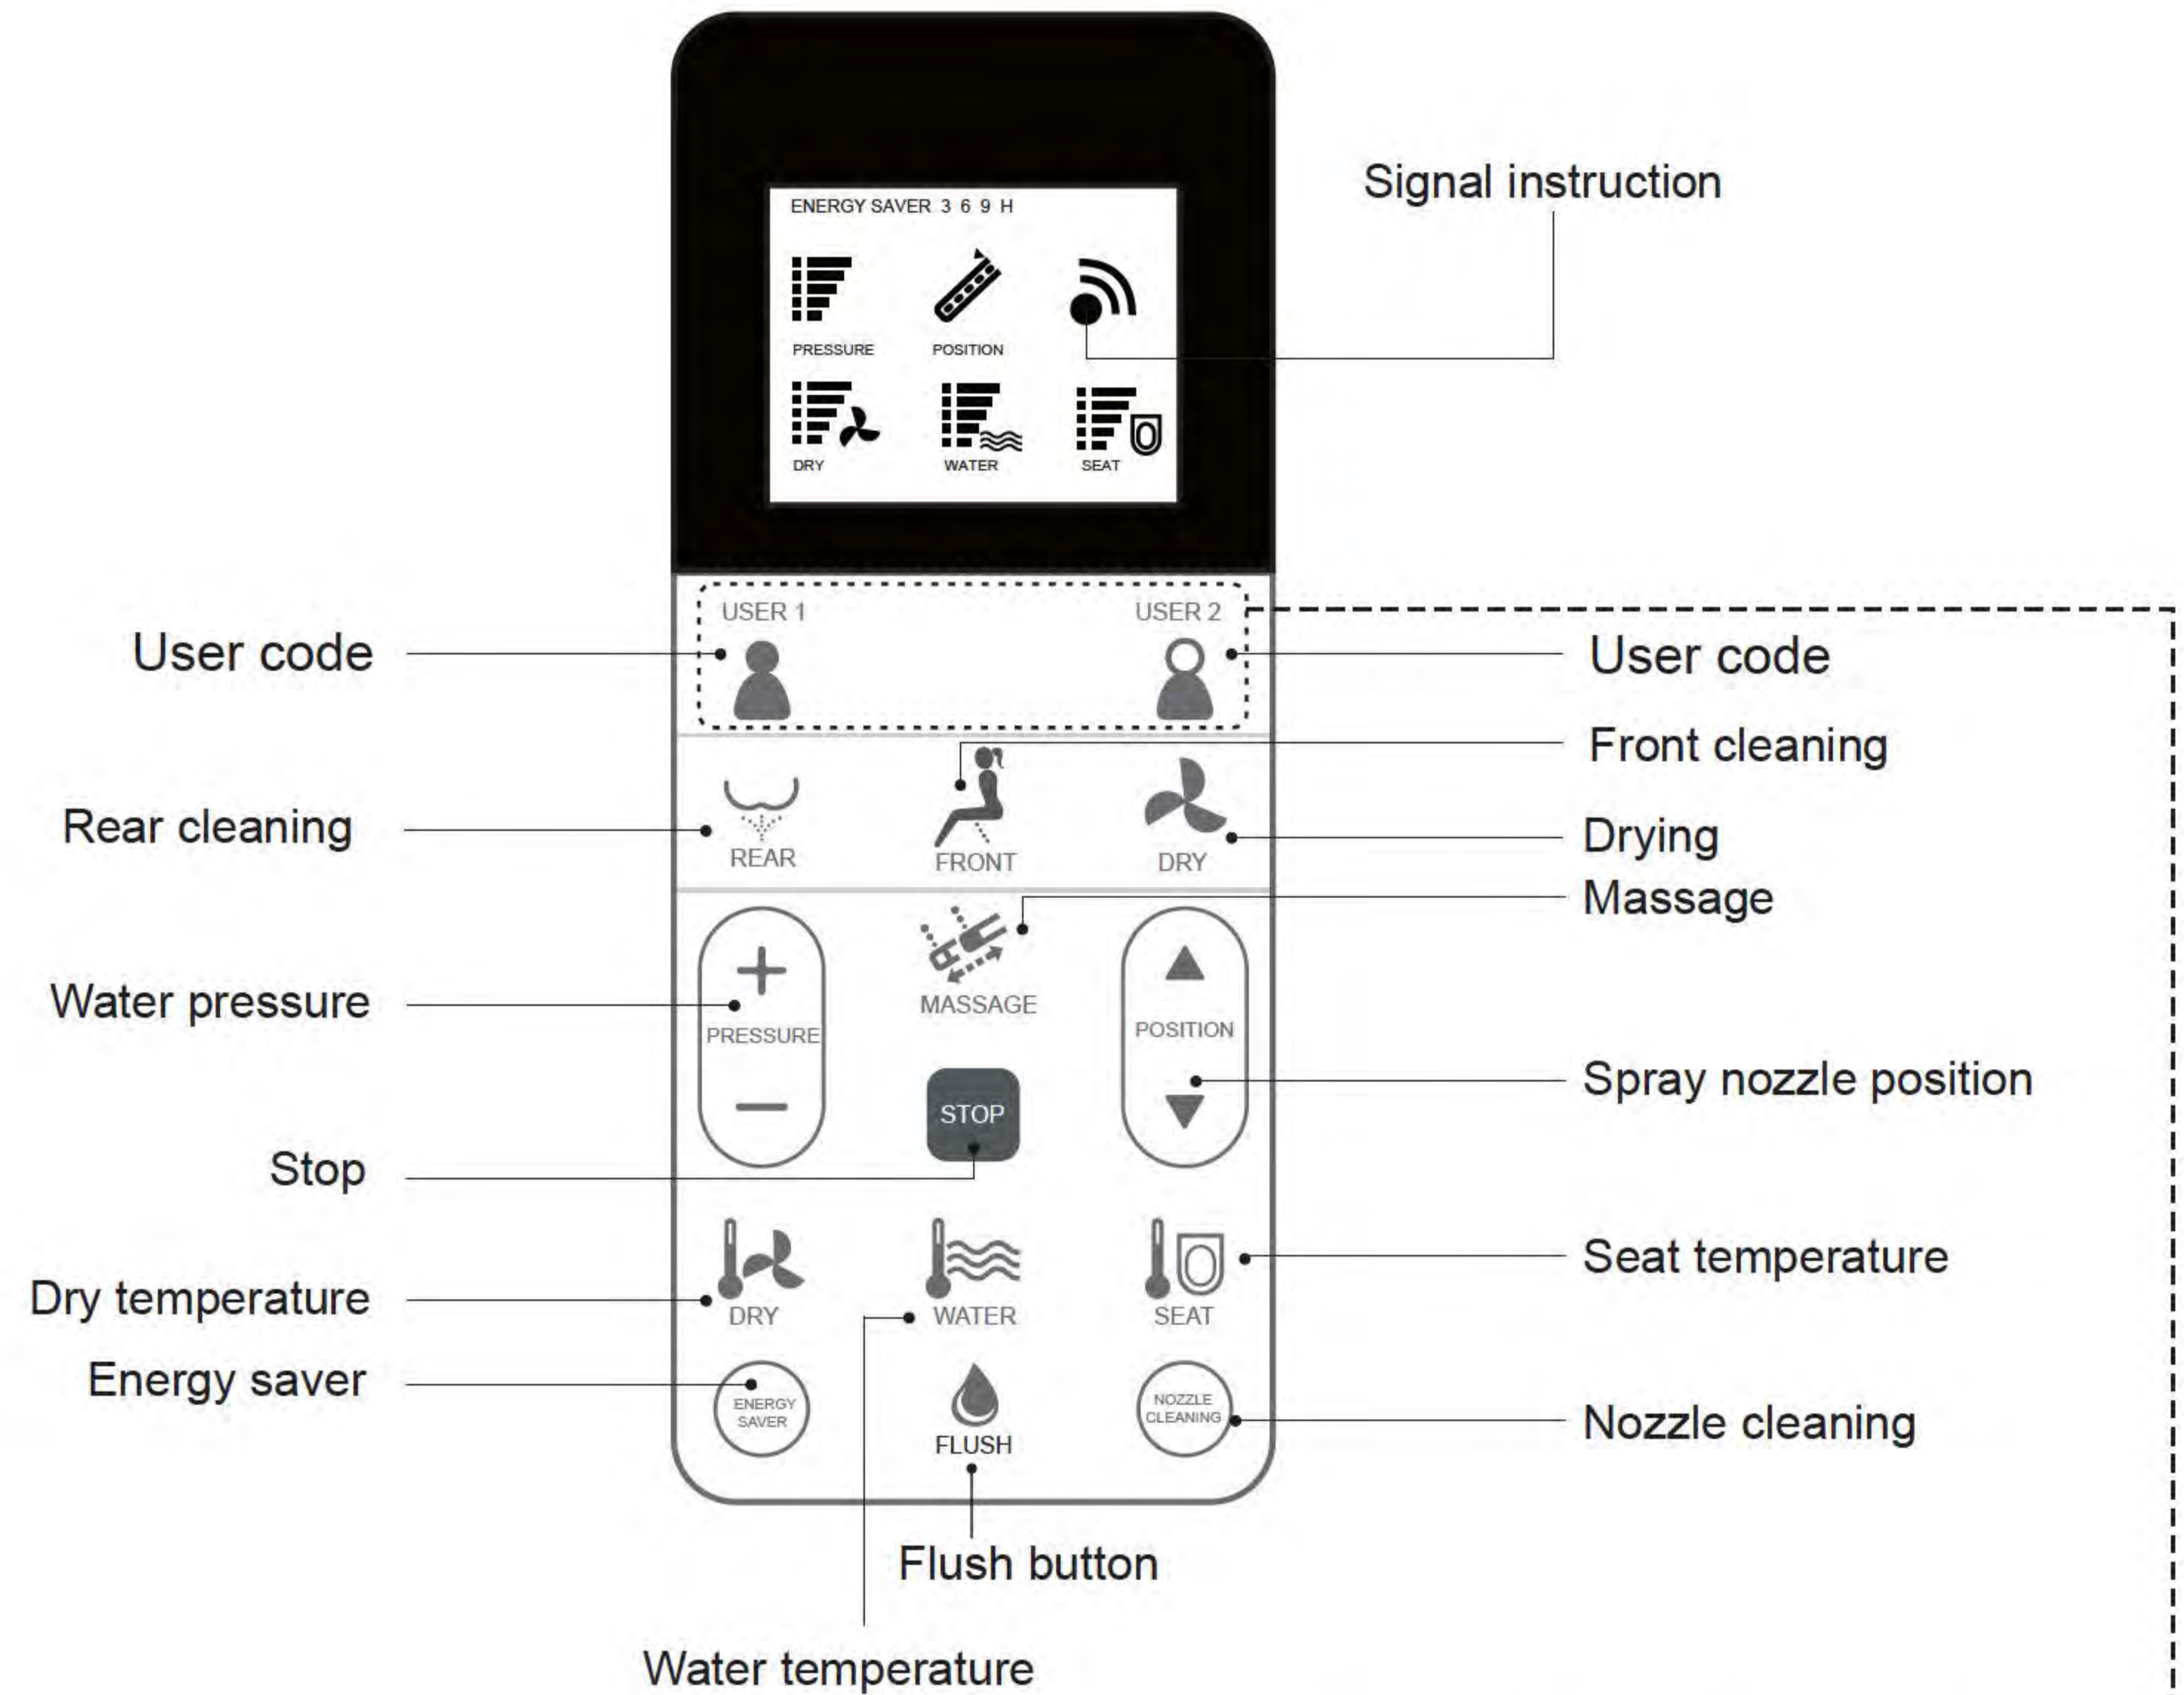 Signal instruction
ENERGY SAVER 3 6 9 H
PRESSURE
POSITION
DRY
WATER
SEAT
USER 1
USER 2
User code
User code
Front cleaning
Rear cleaning
REAR
FRONT
DRY
Drying
Massage
MASSAGE
Water pressure
PRESSURE
POSITION
Spray nozzle position
STOP
Stop
Seat temperature
Dry temperature
DRY
WATER
SEAT
Energy saver
ENERGY
SAVER
FLUSH
NOZZLE
CLEANING
Nozzle cleaning
Flush button
Water temperature